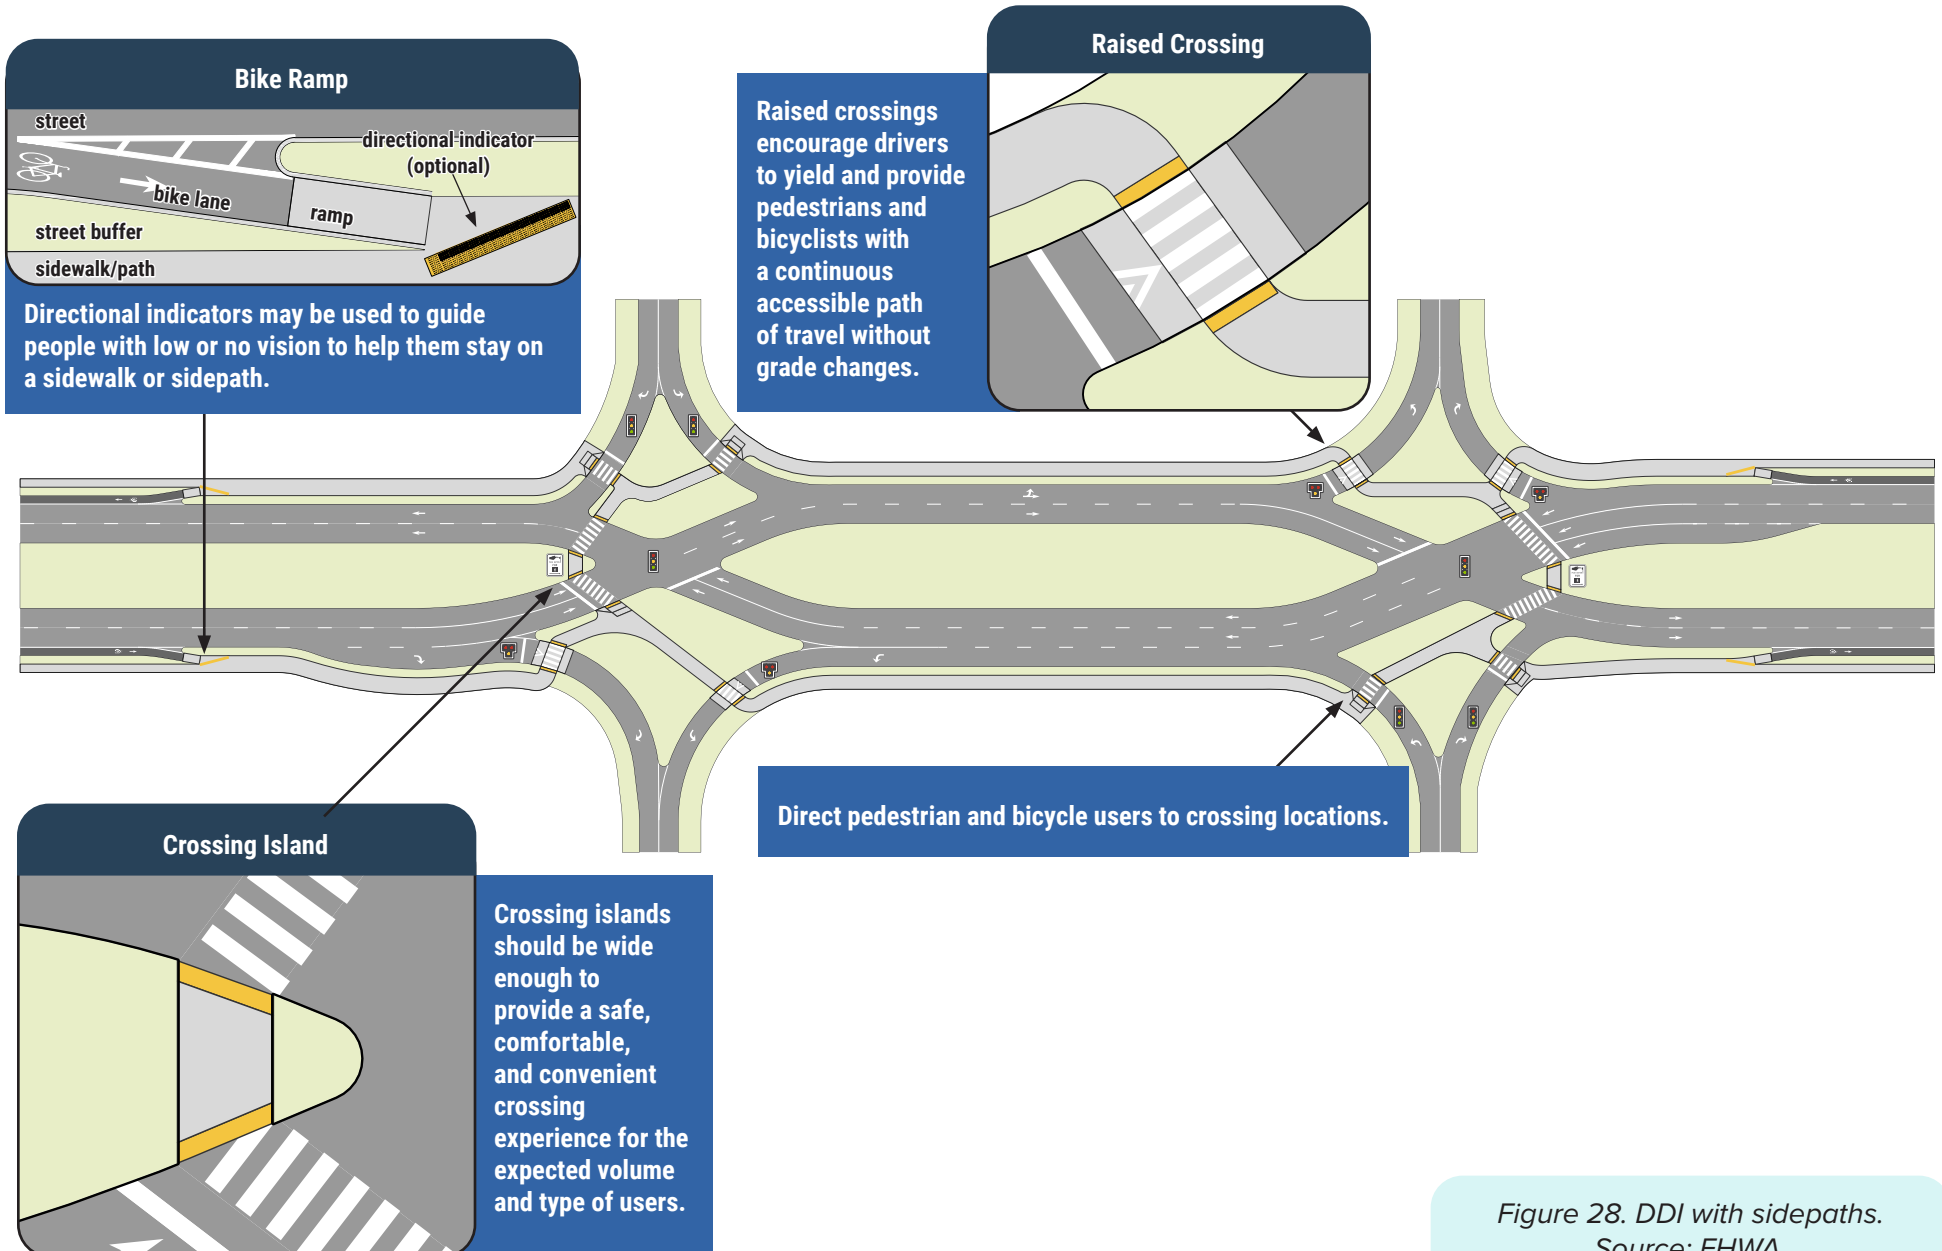 Bike Ramp
street
directional indicator
(optional)
bike lane
ramp
street buffer
sidewalk/path
Directional indicators may be used to guide
people with low or no vision to help them stay on
a sidewalk or sidepath.
Raised Crossing
Raised crossings
encourage drivers
to yield and provide
pedestrians and
bicyclists with
a continuous
accessible path
of travel without
grade changes.
Direct pedestrian and bicycle users to crossing locations.
Crossing Island
Crossing islands
should be wide
enough to
provide a safe,
comfortable,
and convenient
crossing
experience for the
expected volume
and type of users.
Figure 28. DDI with sidepaths.
Source: FHWA